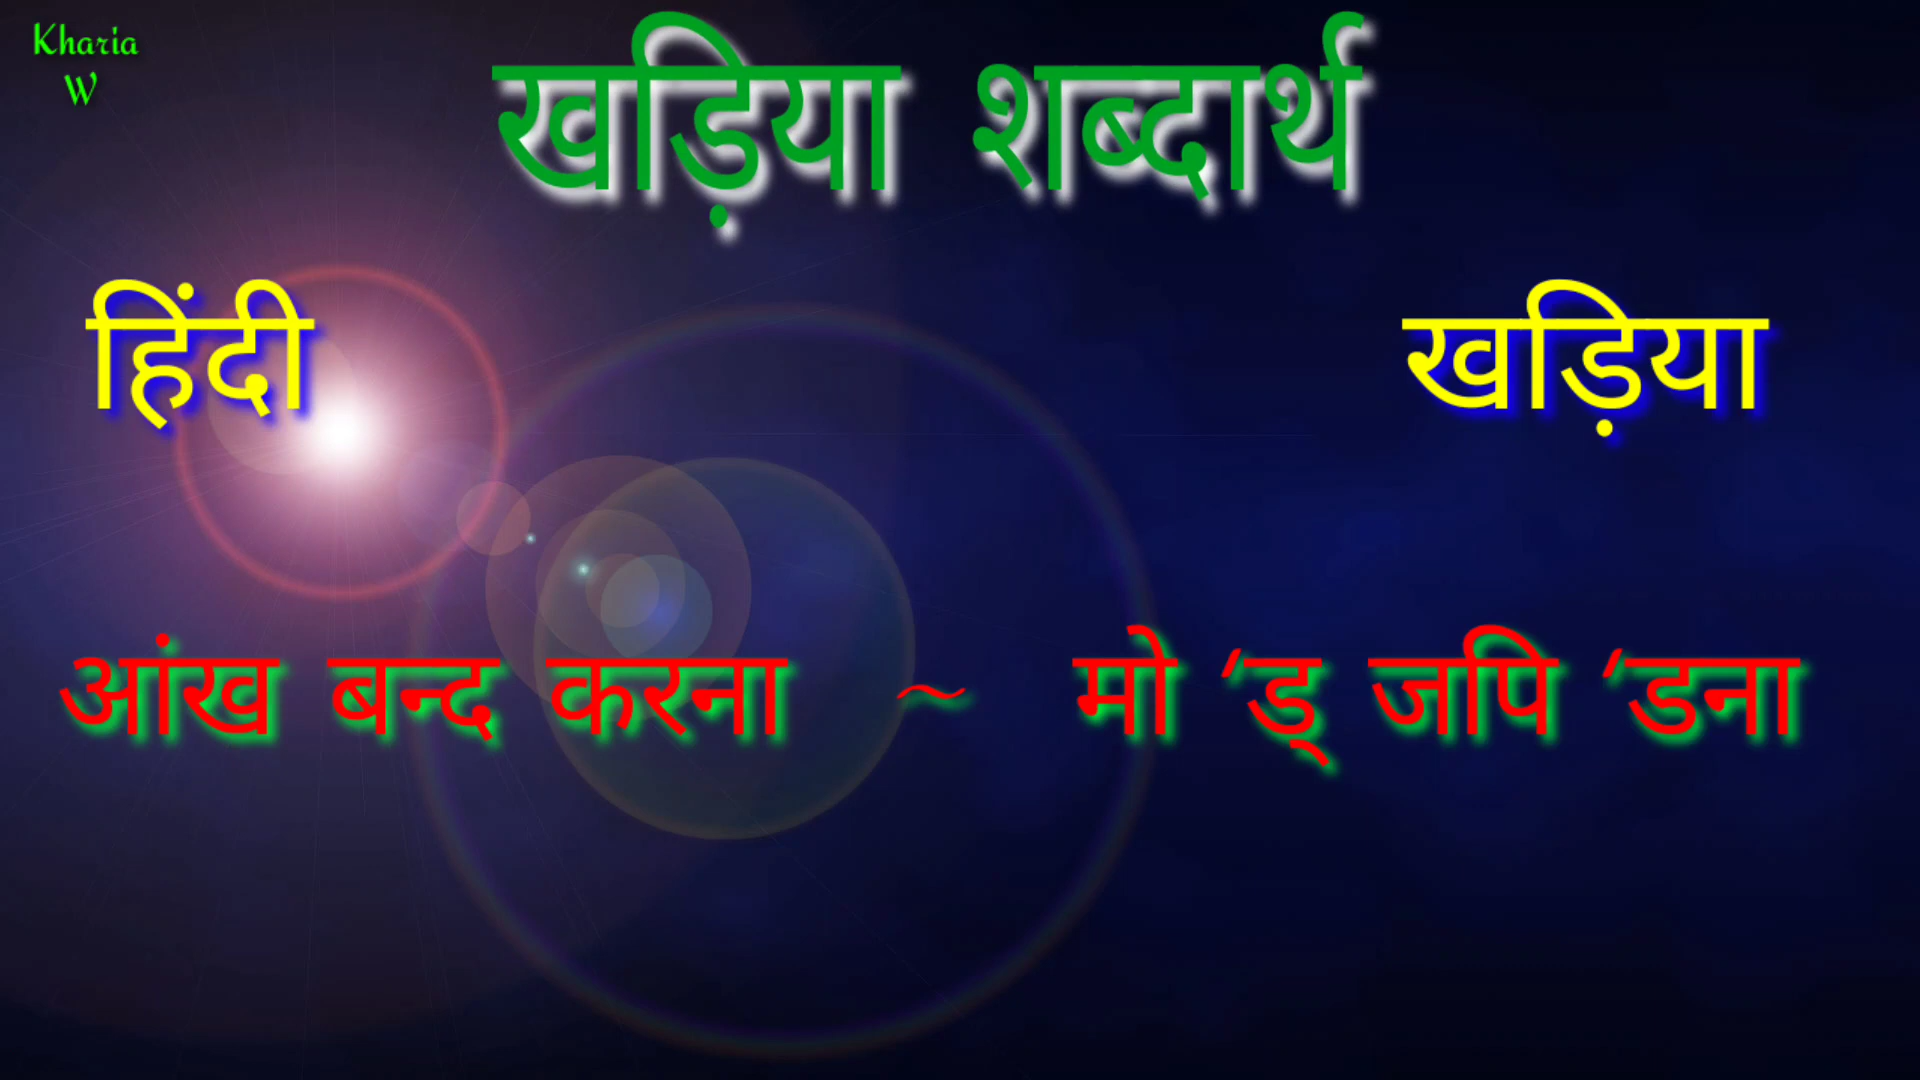 Kharia
W
खड़िया शब्दार्थ
हिंदी खड़िया
आंख बन्द करना ~ मो ‘ड् जपि ‘डना